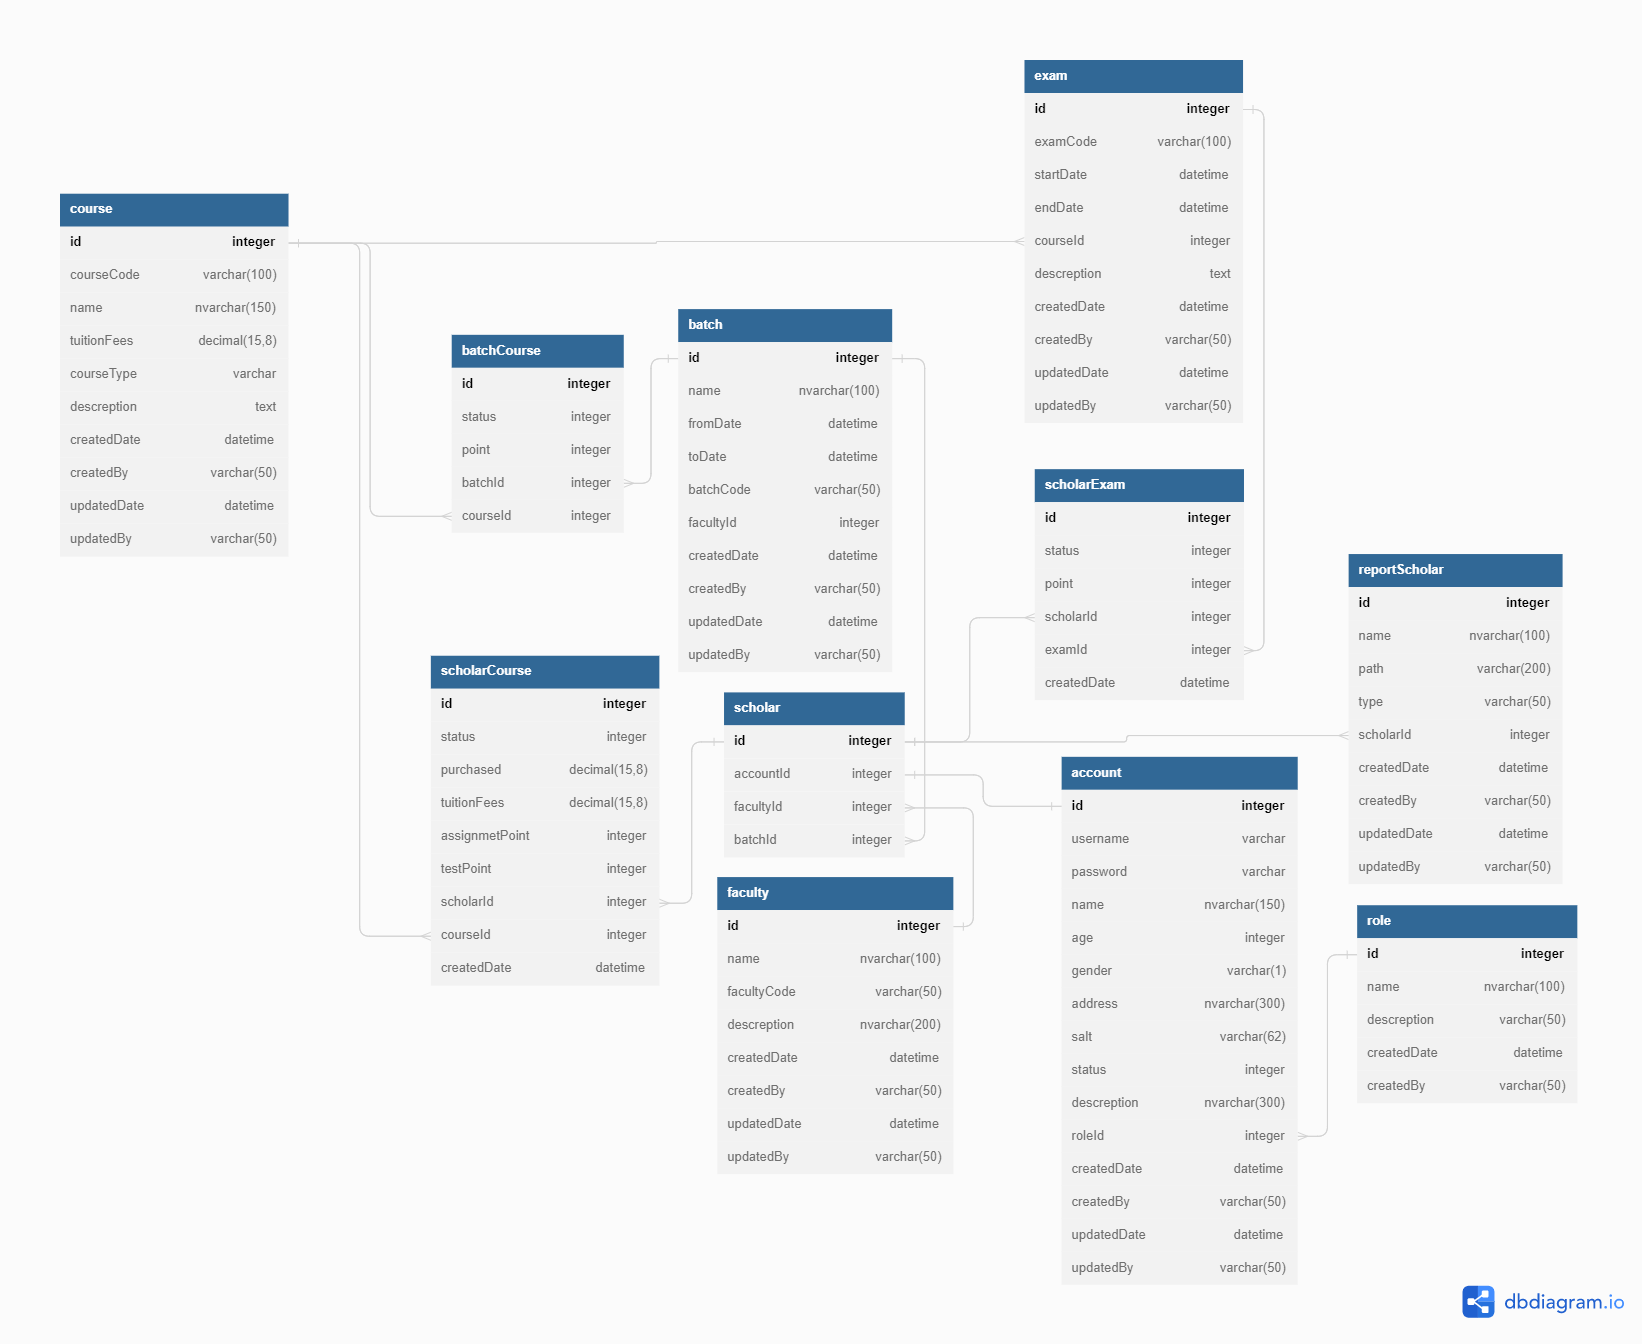 exam
id integer
examCode varchar(100)
startDate datetime
endDate datetime
courseId integer
descreption text
createdDate datetime
createdBy varchar(50)
updatedDate datetime
updatedBy varchar(50)
course
id integer
courseCode varchar(100)
name nvarchar(150)
tuitionFees decimal(15,8)
courseType varchar
descreption text
createdDate datetime
createdBy varchar(50)
updatedDate datetime
updatedBy varchar(50)
batchCourse
id integer
status integer
point integer
batchId integer
courseId integer
batch
id integer
name nvarchar(100)
fromDate datetime
toDate datetime
batchCode varchar(50)
facultyId integer
createdDate datetime
createdBy varchar(50)
updatedDate datetime
updatedBy varchar(50)
scholarExam
id integer
status integer
point integer
scholarId integer
examId integer
createdDate datetime
reportScholar
id integer
name nvarchar(100)
path varchar(200)
type varchar(50)
scholarId integer
createdDate datetime
createdBy varchar(50)
updatedDate datetime
updatedBy varchar(50)
scholarCourse
id integer
status integer
purchased decimal(15,8)
tuitionFees decimal(15,8)
assignmetPoint integer
testPoint integer
scholarId integer
courseId integer
createdDate datetime
scholar
id integer
accountId integer
facultyId integer
batchId integer
account
id integer
username varchar
password varchar
name nvarchar(150)
age integer
gender varchar(1)
address nvarchar(300)
salt varchar(62)
status integer
descreption nvarchar(300)
roleId integer
createdDate datetime
createdBy varchar(50)
updatedDate datetime
updatedBy varchar(50)
faculty
id integer
name nvarchar(100)
facultyCode varchar(50)
descreption nvarchar(200)
createdDate datetime
createdBy varchar(50)
updatedDate datetime
updatedBy varchar(50)
role
id integer
name nvarchar(100)
descreption varchar(50)
createdDate datetime
createdBy varchar(50)
dbdiagram.io